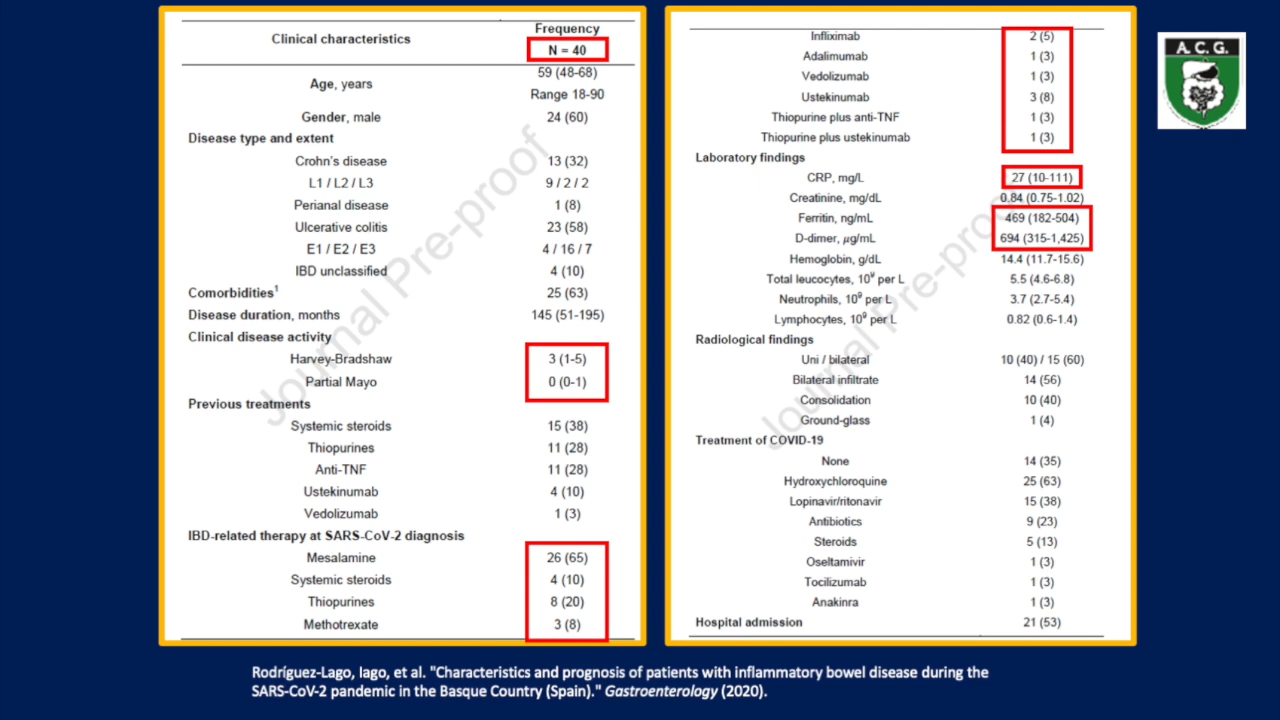 Clinical characteristics
Frequency
N = 40
Age, years
59 (48-68)
Range 18-90
Gender, male 24 (60)
Disease type and extent
Crohn's disease 13 (32)
L1 / L2 / L3 9 / 2 / 2
Perianal disease 1 (8)
Ulcerative colitis 23 (58)
E1 / E2 / E3 4 / 16 / 7
IBD unclassified 4 (10)
Comorbidities1 25 (63)
Disease duration, months 145 (51-195)
Clinical disease activity
Harvey-Bradshaw 3 (1-5)
Partial Mayo 0 (0-1)
Previous treatments
Systemic steroids 15 (38)
Thiopurines 11 (28)
Anti-TNF 11 (28)
Ustekinumab 4 (10)
Vedolizumab 1 (3)
IBD-related therapy at SARS-CoV-2 diagnosis
Mesalamine 26 (65)
Systemic steroids 4 (10)
Thiopurines 8 (20)
Methotrexate 3 (8)
Journal Pre-proof
Infliximab 2 (5)
Adalimumab 1 (3)
Vedolizumab 1 (3)
Ustekinumab 3 (8)
Thiopurine plus anti-TNF 1 (3)
Thiopurine plus ustekinumab 1 (3)
Laboratory findings
CRP, mg/L 27 (10-111)
Creatinine, mg/dL 0.84 (0.75-1.02)
Ferritin, ng/mL 469 (182-504)
D-dimer, µg/mL 694 (315-1,425)
Hemoglobin, g/dL 14.4 (11.7-15.6)
Total leucocytes, 10⁹ per L 5.5 (4.6-6.8)
Neutrophils, 10⁹ per L 3.7 (2.7-5.4)
Lymphocytes, 10⁹ per L 0.82 (0.6-1.4)
Radiological findings
Uni / bilateral 10 (40) / 15 (60)
Bilateral infiltrate 14 (56)
Consolidation 10 (40)
Ground-glass 1 (4)
Treatment of COVID-19
None 14 (35)
Hydroxychloroquine 25 (63)
Lopinavir/ritonavir 15 (38)
Antibiotics 9 (23)
Steroids 5 (13)
Oseltamivir 1 (3)
Tocilizumab 1 (3)
Anakinra 1 (3)
Hospital admission 21 (53)
Journal Pre-proof
A.C.G.
Rodríguez-Lago, Iago, et al. "Characteristics and prognosis of patients with inflammatory bowel disease during the
SARS-CoV-2 pandemic in the Basque Country (Spain)." Gastroenterology (2020).